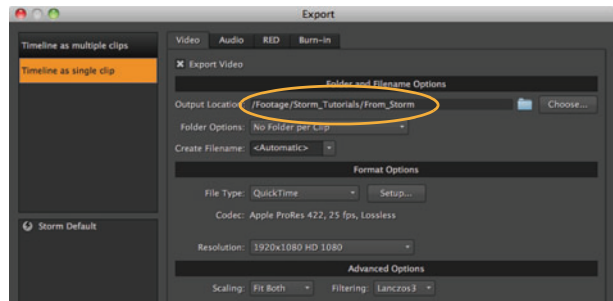 Export
Timeline as multiple clips
Timeline as single clip
Storm Default
Video Audio RED Burn-in
Export Video
Folder and Filename Options
Output Location: /Footage/Storm_Tutorials/From_Storm Choose...
Folder Options: No Folder per Clip
Create Filename: <Automatic>
Format Options
File Type: QuickTime Setup...
Codec: Apple ProRes 422, 25 fps, Lossless
Resolution: 1920x1080 HD 1080
Advanced Options
Scaling: Fit Both Filtering: Lanczos3